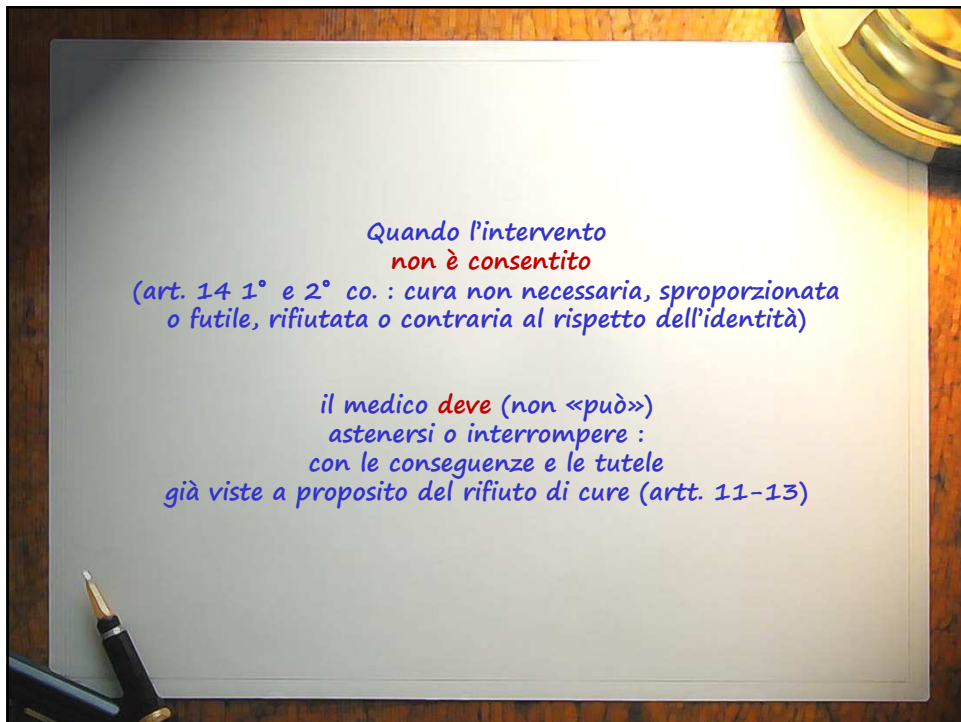 Quando l’intervento
non è consentito
(art. 14 1° e 2° co. : cura non necessaria, sproporzionata
o futile, rifiutata o contraria al rispetto dell’identità)
il medico deve (non «può»)
astenersi o interrompere :
con le conseguenze e le tutele
già viste a proposito del rifiuto di cure (artt. 11-13)